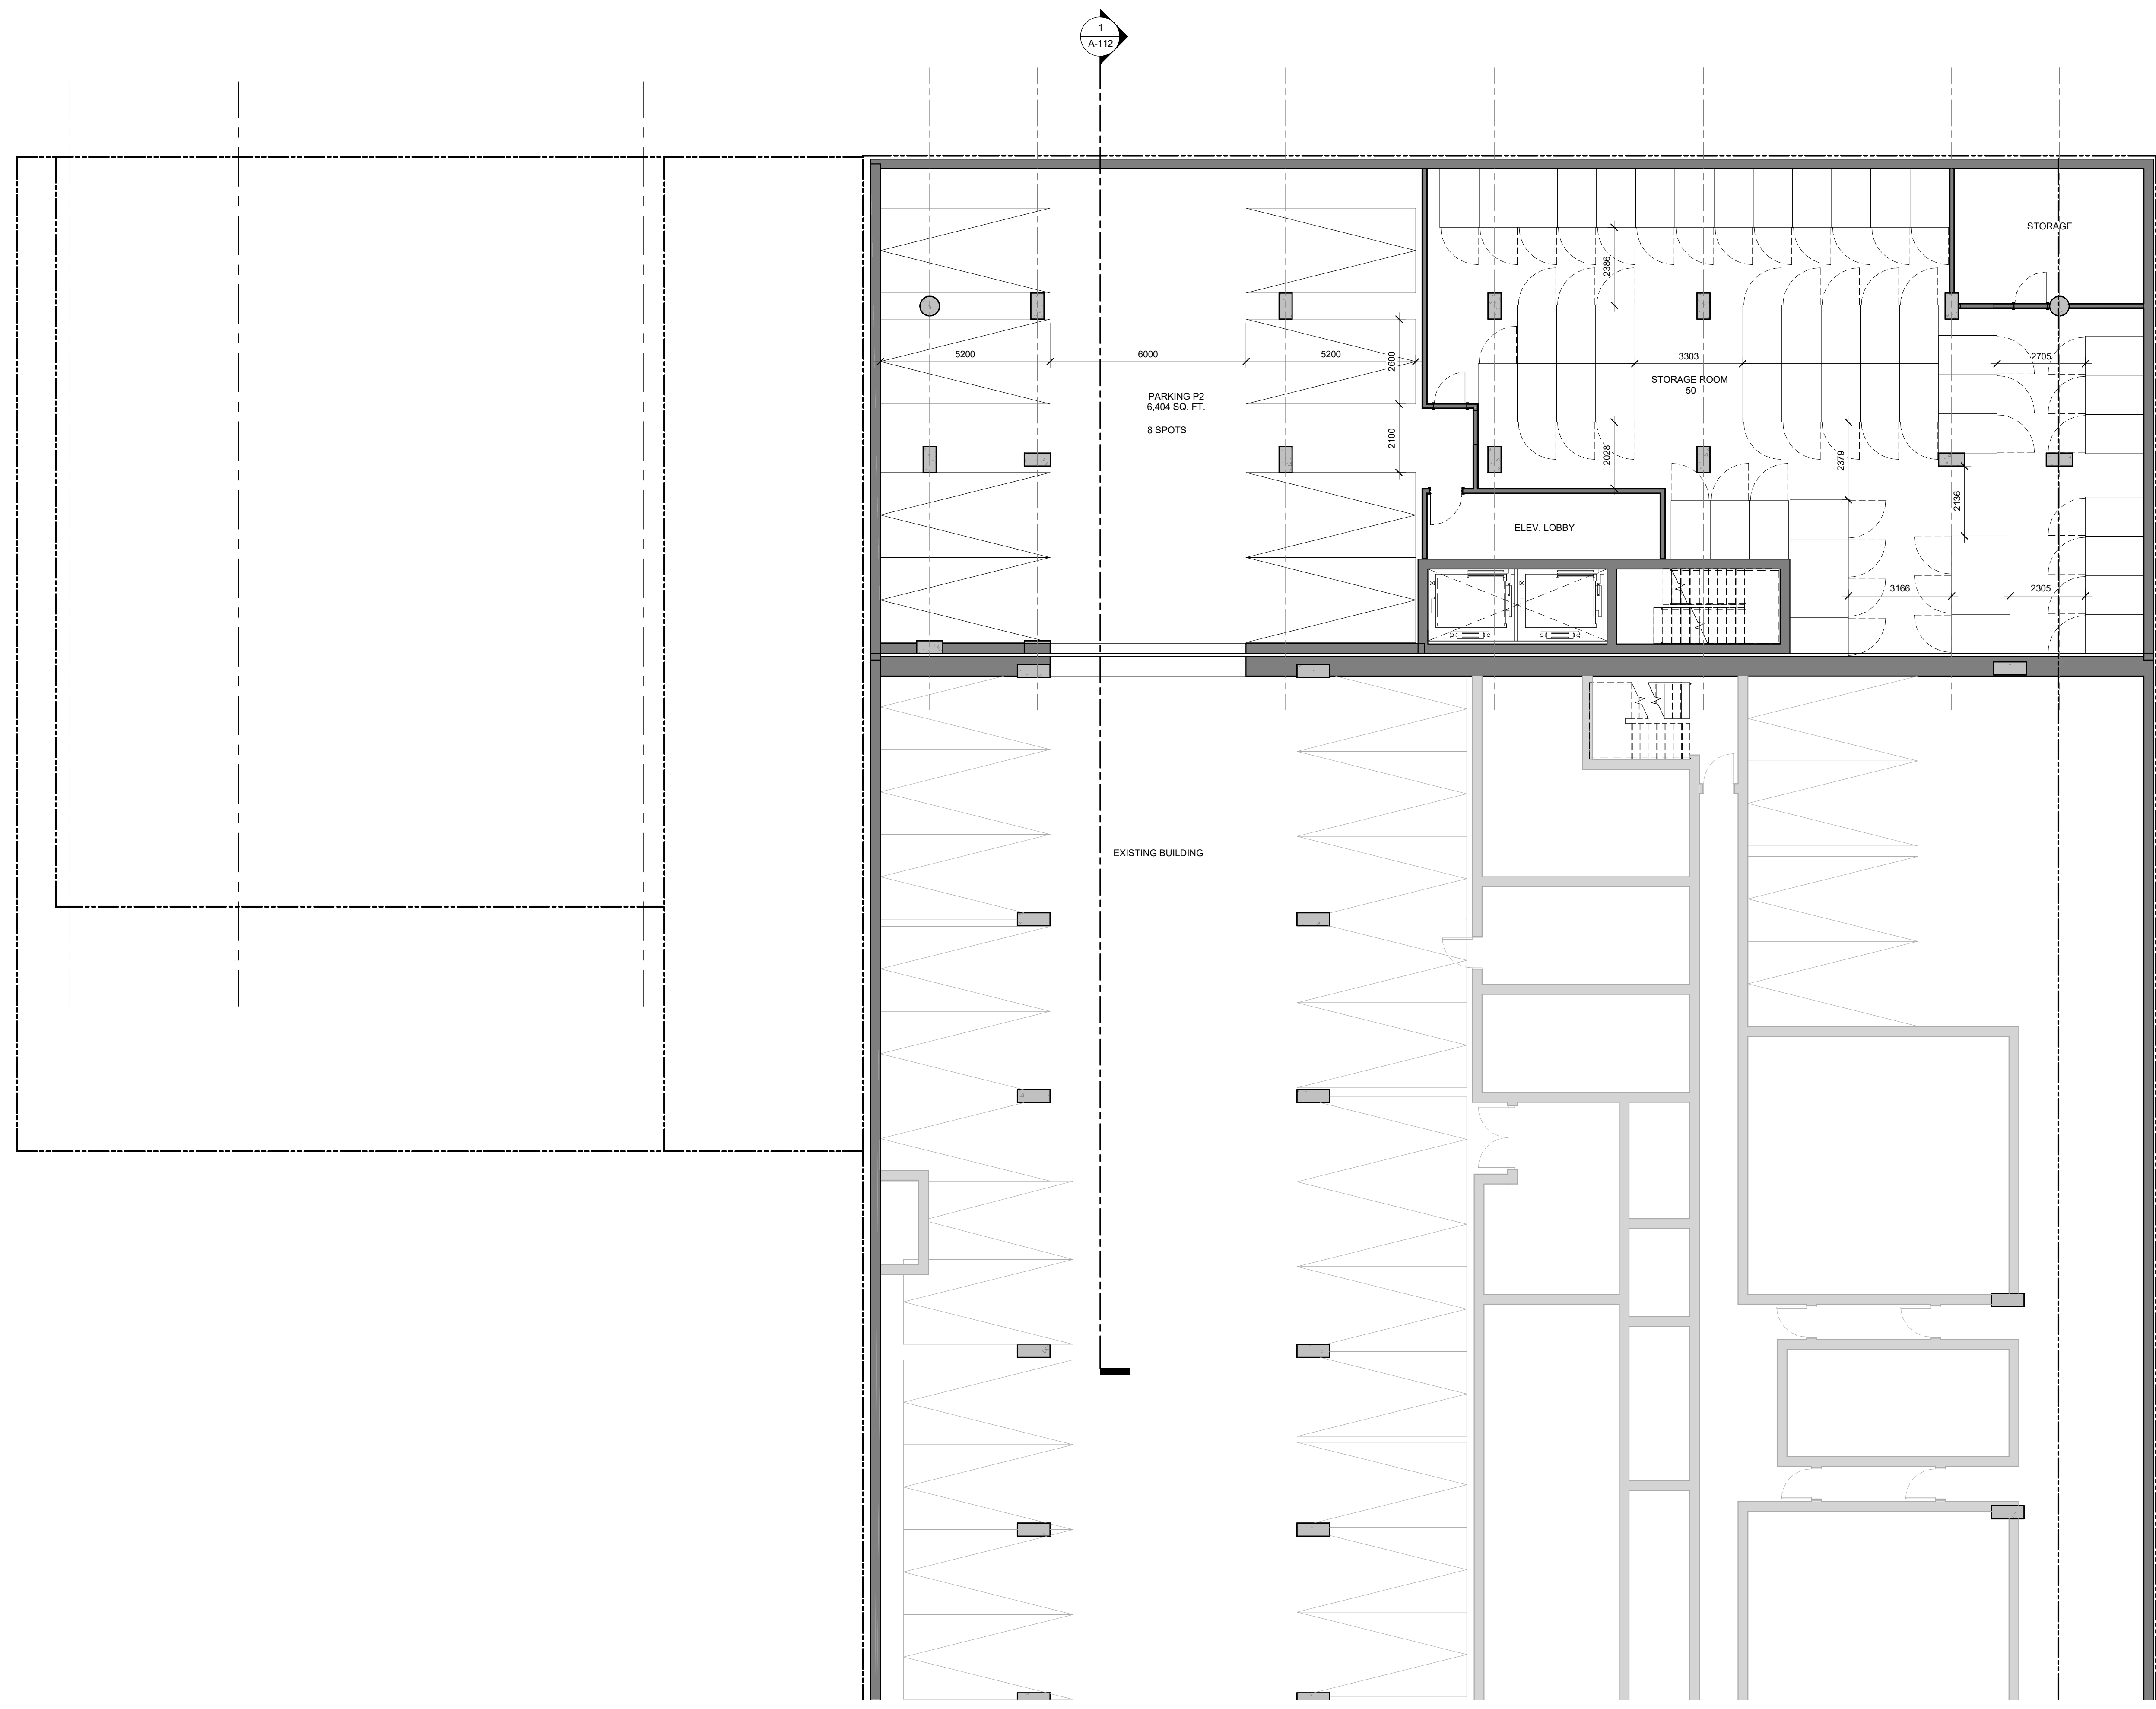 1
A-112
STORAGE
2386
5200
6000
5200
2600
3303
2705
STORAGE ROOM
50
PARKING P2
6,404 SQ. FT.
8 SPOTS
2100
2028
2379
2136
ELEV. LOBBY
3166
2305
EXISTING BUILDING